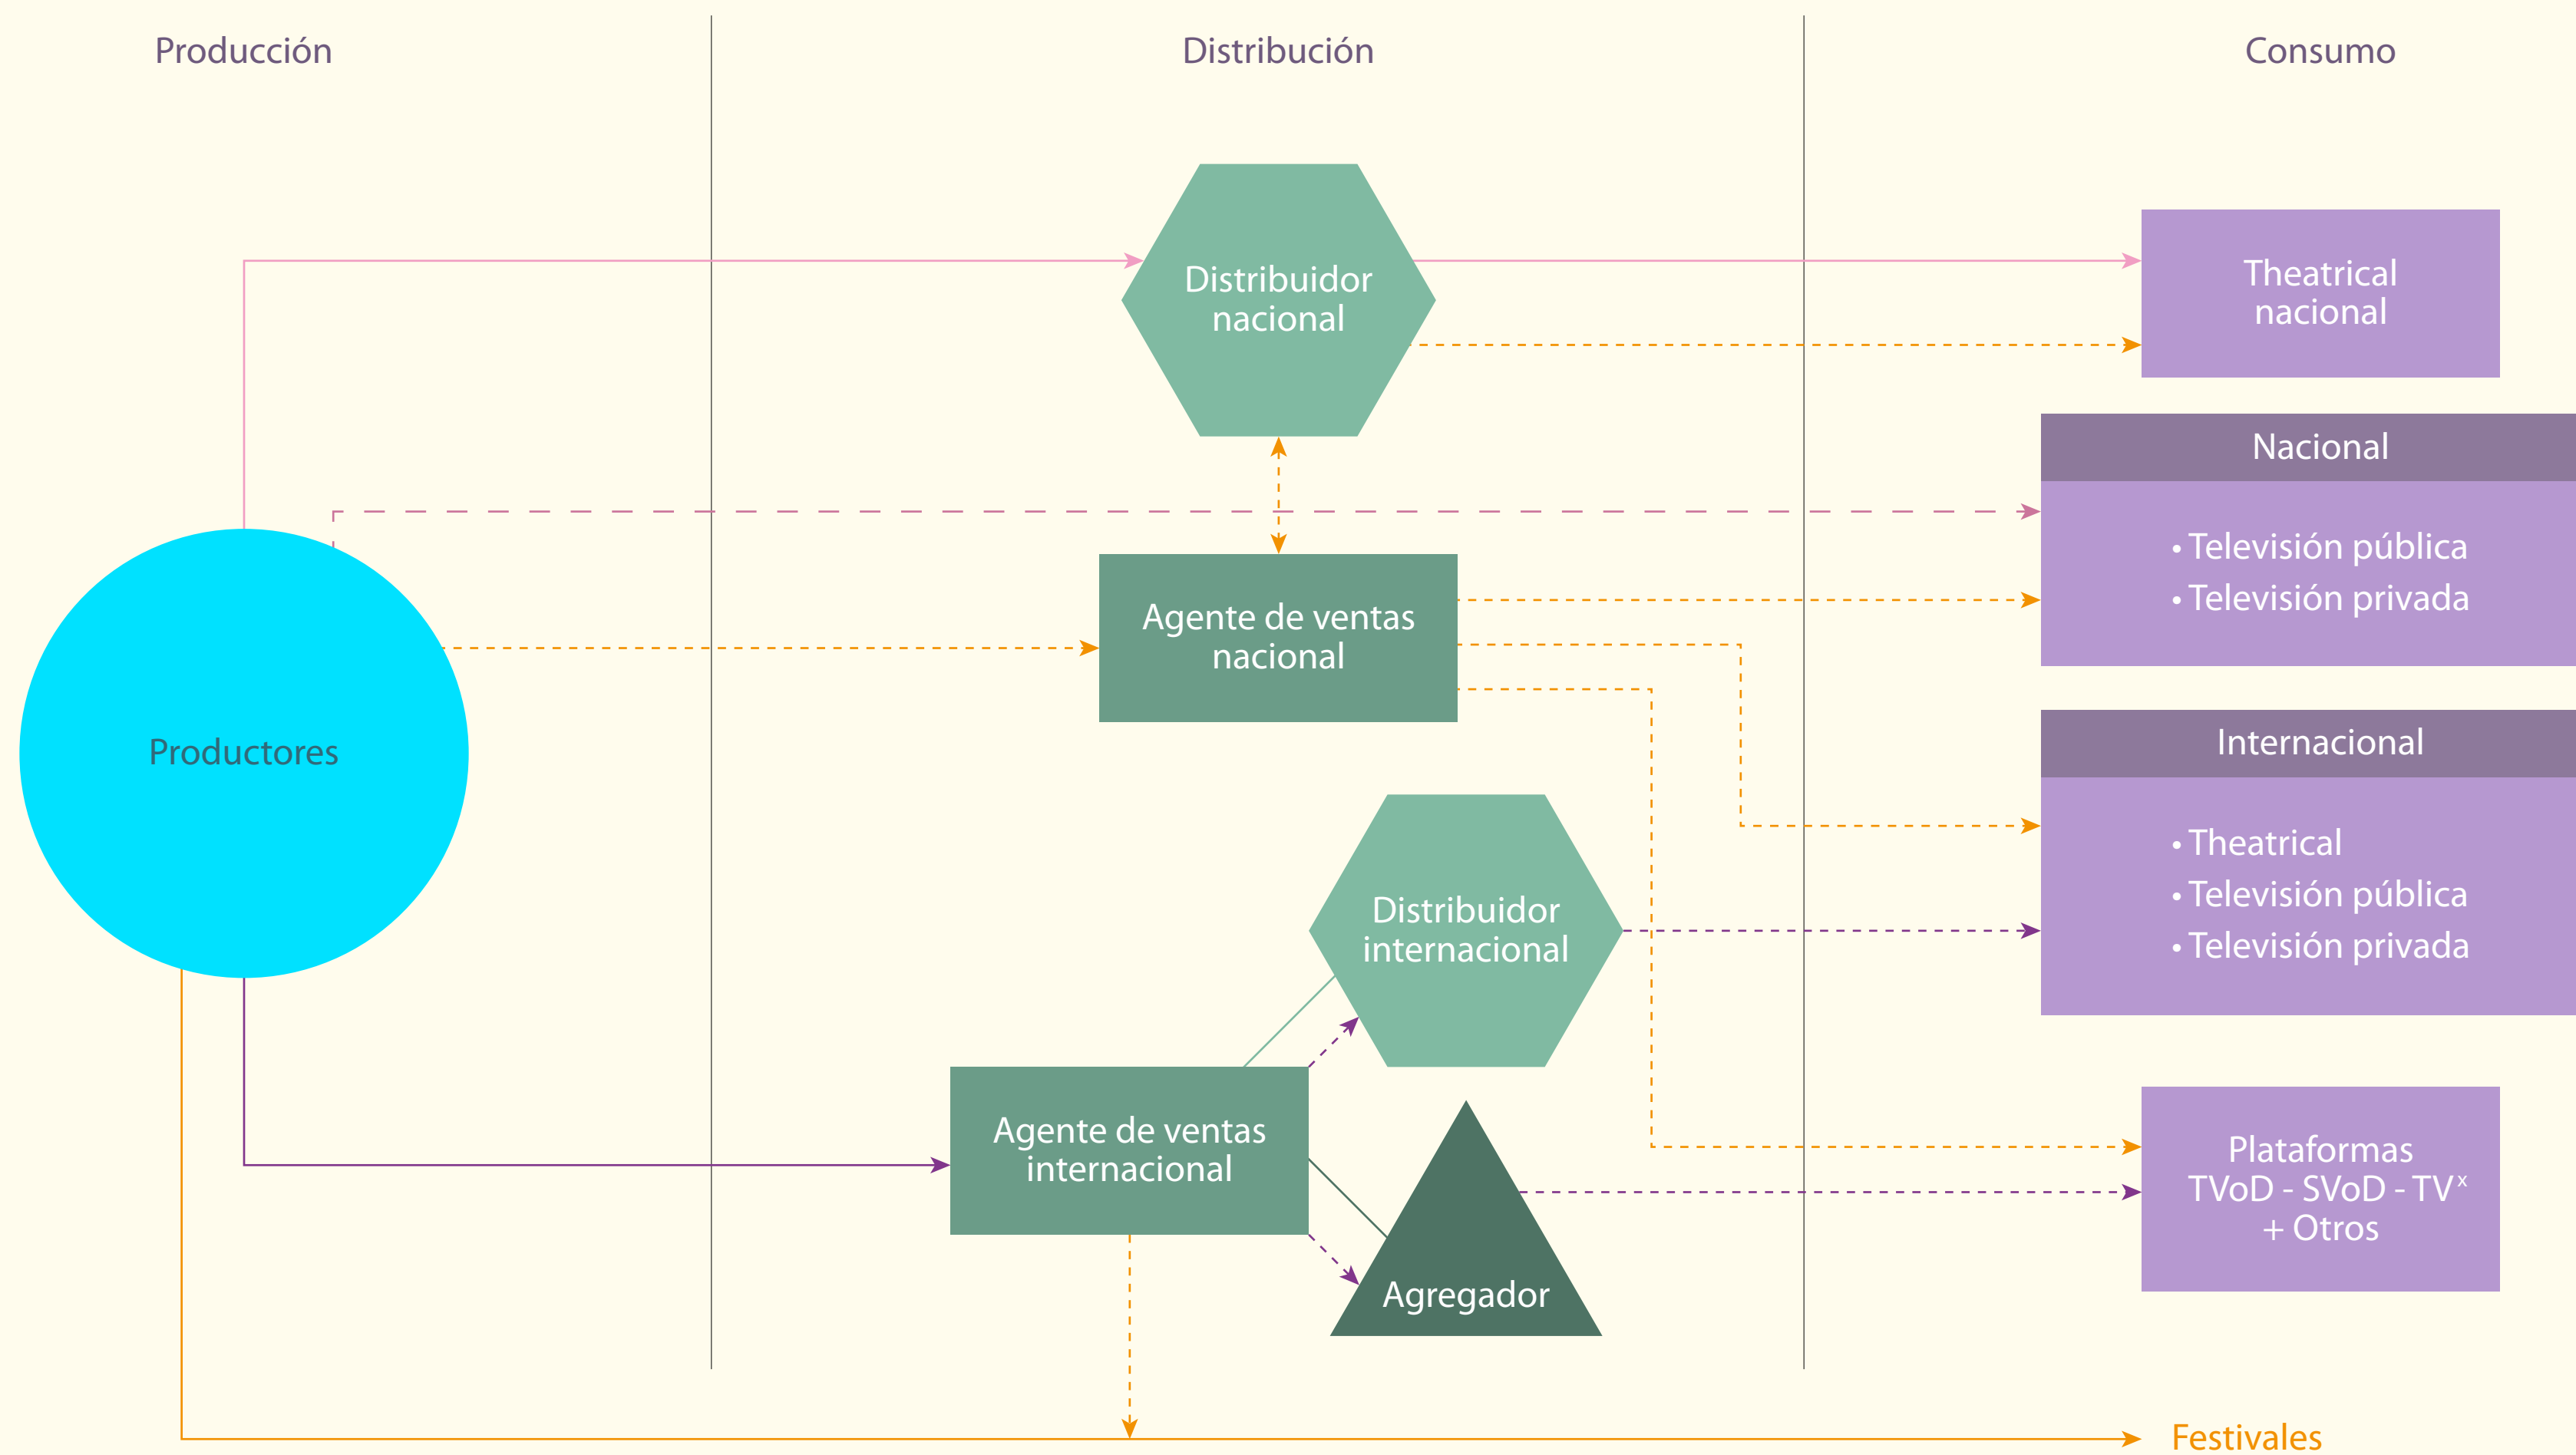 Producción
Distribución
Consumo
Distribuidor
nacional
Theatrical
nacional
Nacional
• Televisión pública
• Televisión privada
Agente de ventas
nacional
Productores
Internacional
• Theatrical
• Televisión pública
• Televisión privada
Distribuidor
internacional
Agente de ventas
internacional
Agregador
Plataformas
TVoD - SVoD - TVˣ
+ Otros
Festivales